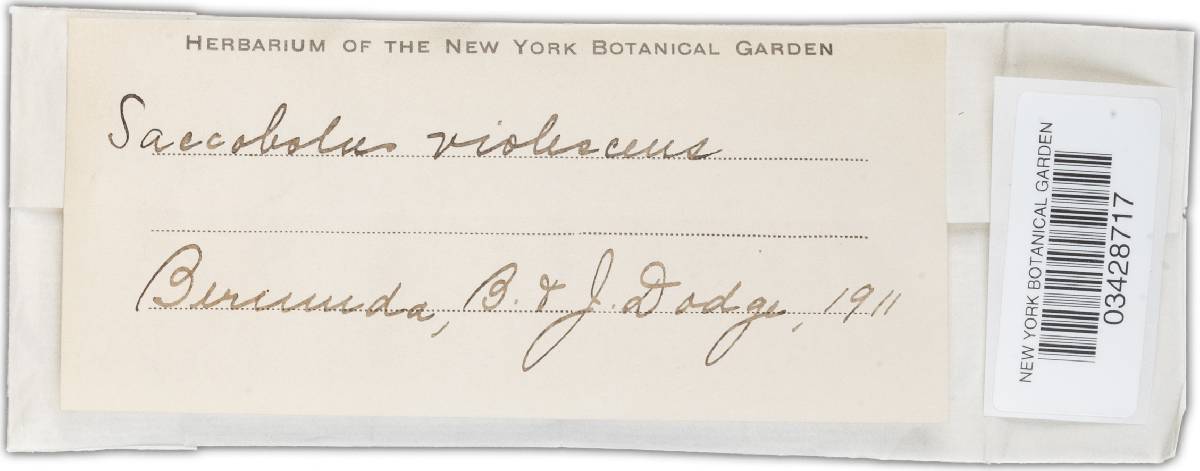 HERBARIUM OF THE NEW YORK BOTANICAL GARDEN
Saccobolus violescens
Bermuda, B. & J. Dodge, 1911
NEW YORK BOTANICAL GARDEN
03428717